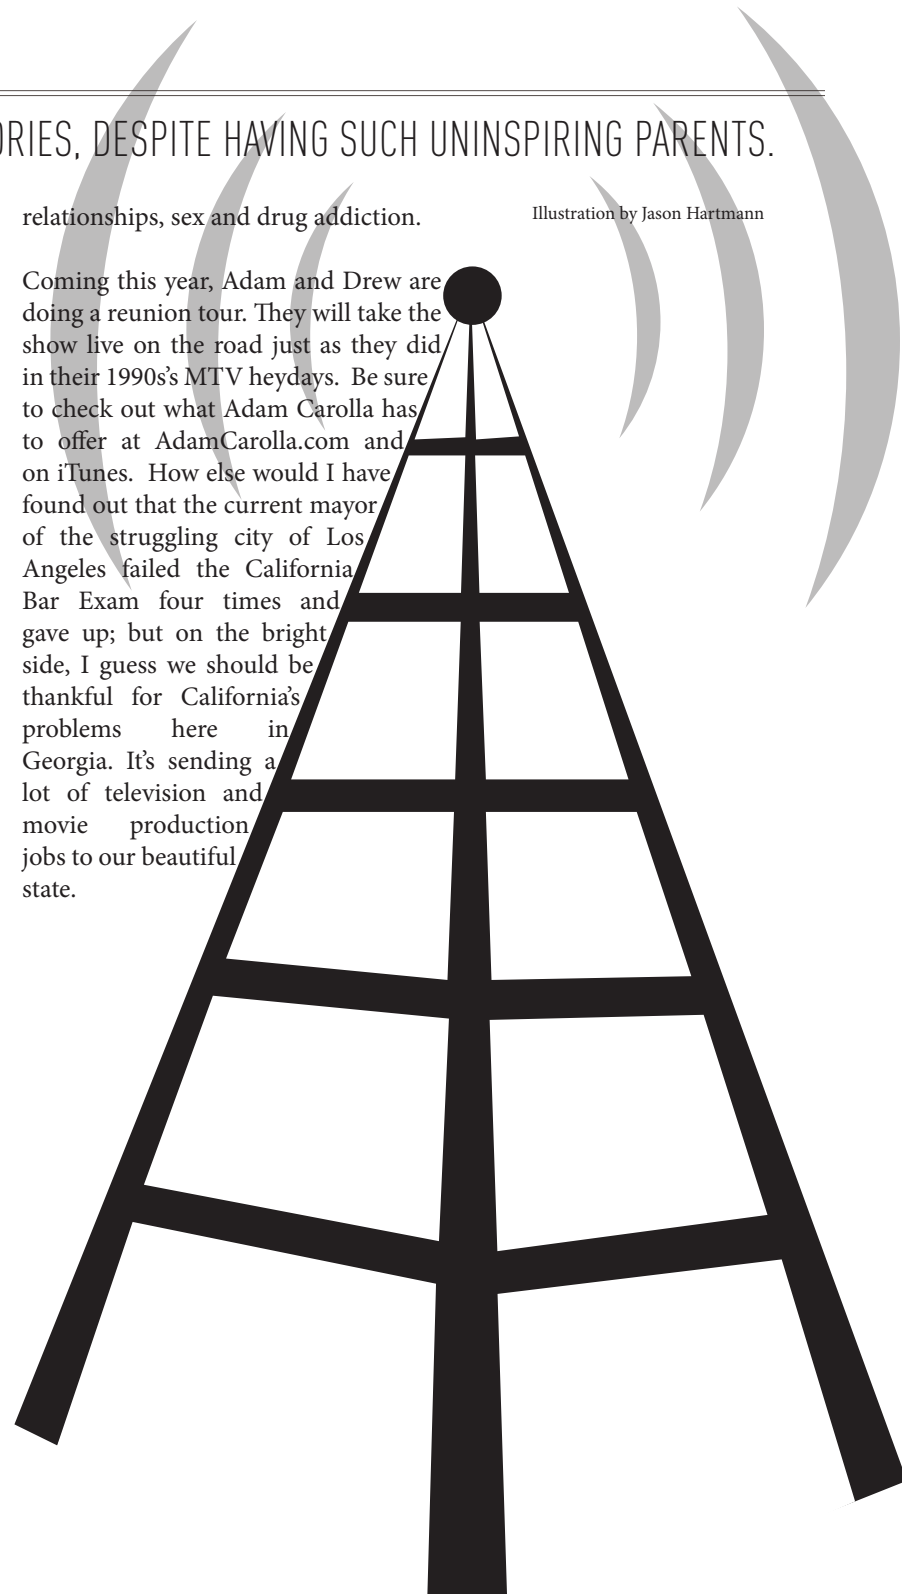 RIES, DESPITE HAVING SUCH UNINSPIRING PARENTS.
relationships, sex and drug addiction.
Illustration by Jason Hartmann
Coming this year, Adam and Drew are
doing a reunion tour. They will take the
show live on the road just as they did
in their 1990s's MTV heydays.  Be sure
to check out what Adam Carolla has
to offer at AdamCarolla.com and
on iTunes.  How else would I have
found out that the current mayor
of the struggling city of Los
Angeles failed the California
Bar Exam four times and
gave up; but on the bright
side, I guess we should be
thankful for California's
problems here in
Georgia. It's sending a
lot of television and
movie production
jobs to our beautiful
state.